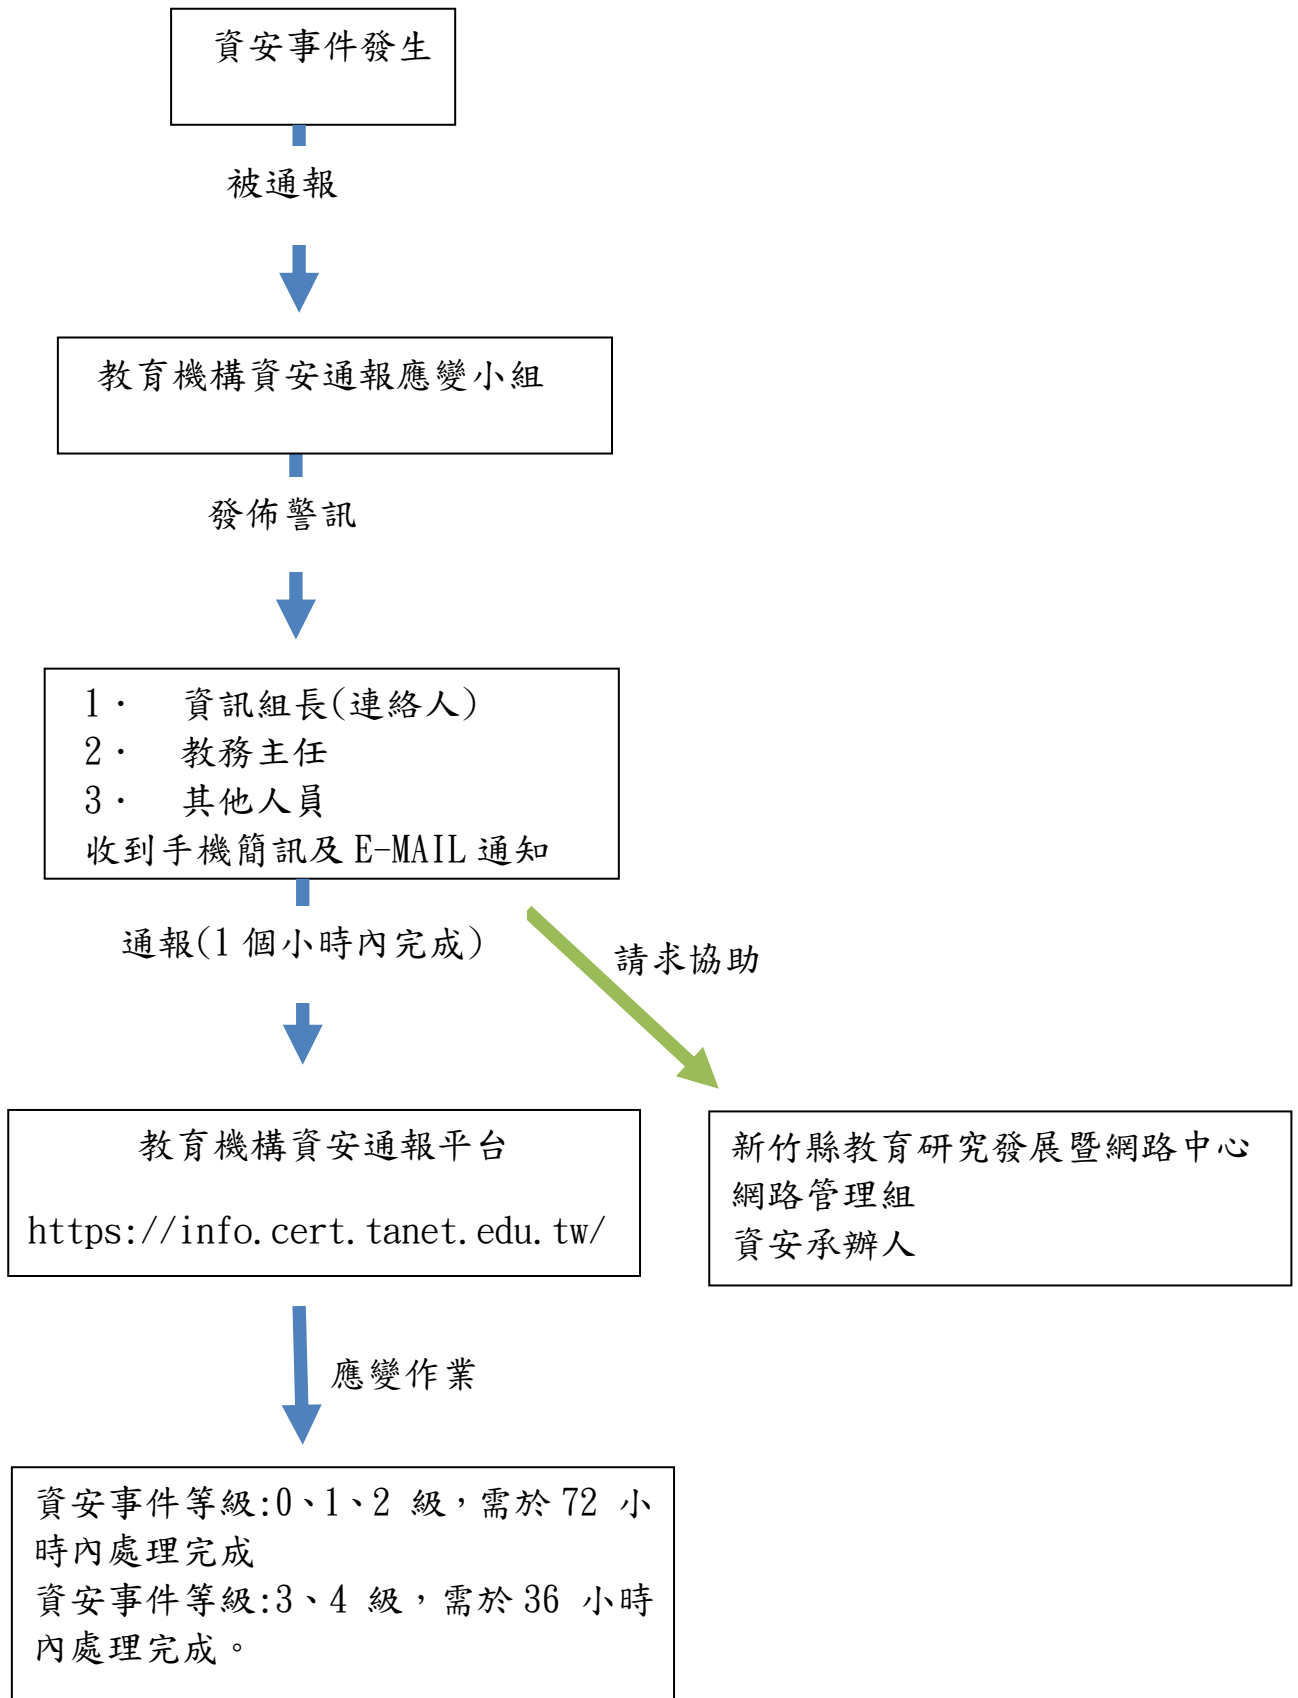 資安事件發生
被通報
教育機構資安通報應變小組
發佈警訊
1. 資訊組長(連絡人)
2. 教務主任
3. 其他人員
收到手機簡訊及 E-MAIL 通知
通報(1 個小時內完成)
請求協助
教育機構資安通報平台
https://info.cert.tanet.edu.tw/
新竹縣教育研究發展暨網路中心
網路管理組
資安承辦人
應變作業
資安事件等級:0、1、2 級,需於 72 小
時內處理完成
資安事件等級:3、4 級,需於 36 小時
內處理完成。